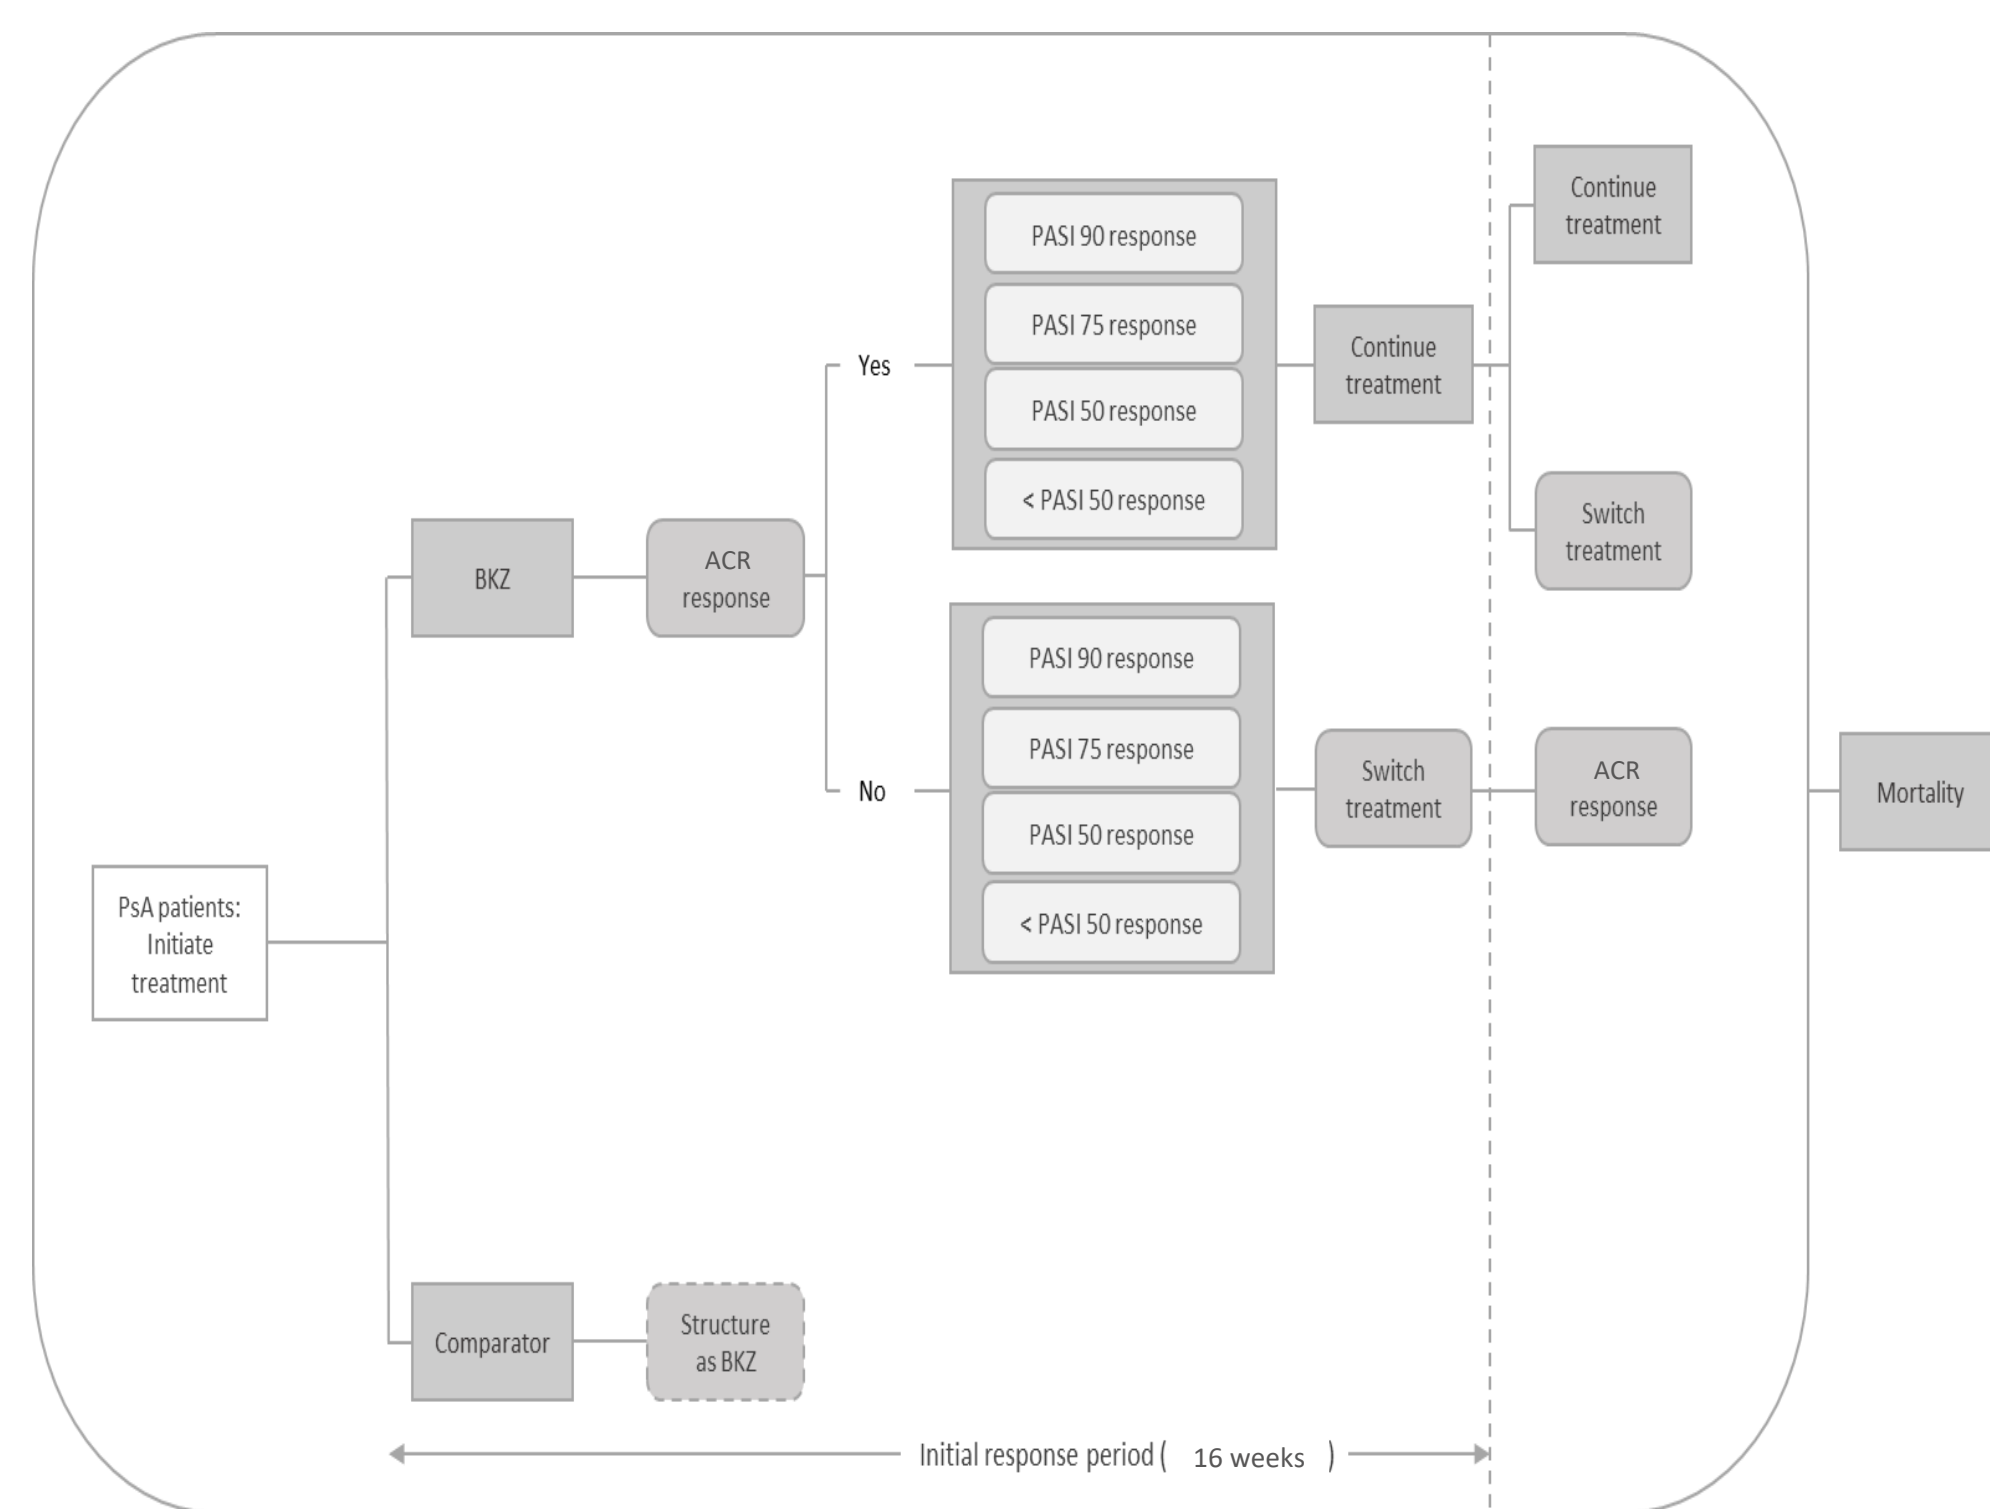 PsA patients:
Initiate
treatment
BKZ
ACR
response
Yes
PASI 90 response
PASI 75 response
PASI 50 response
< PASI 50 response
Continue
treatment
Continue
treatment
Switch
treatment
No
PASI 90 response
PASI 75 response
PASI 50 response
< PASI 50 response
Switch
treatment
ACR
response
Mortality
Comparator
Structure
as BKZ
Initial response period ( 16 weeks )